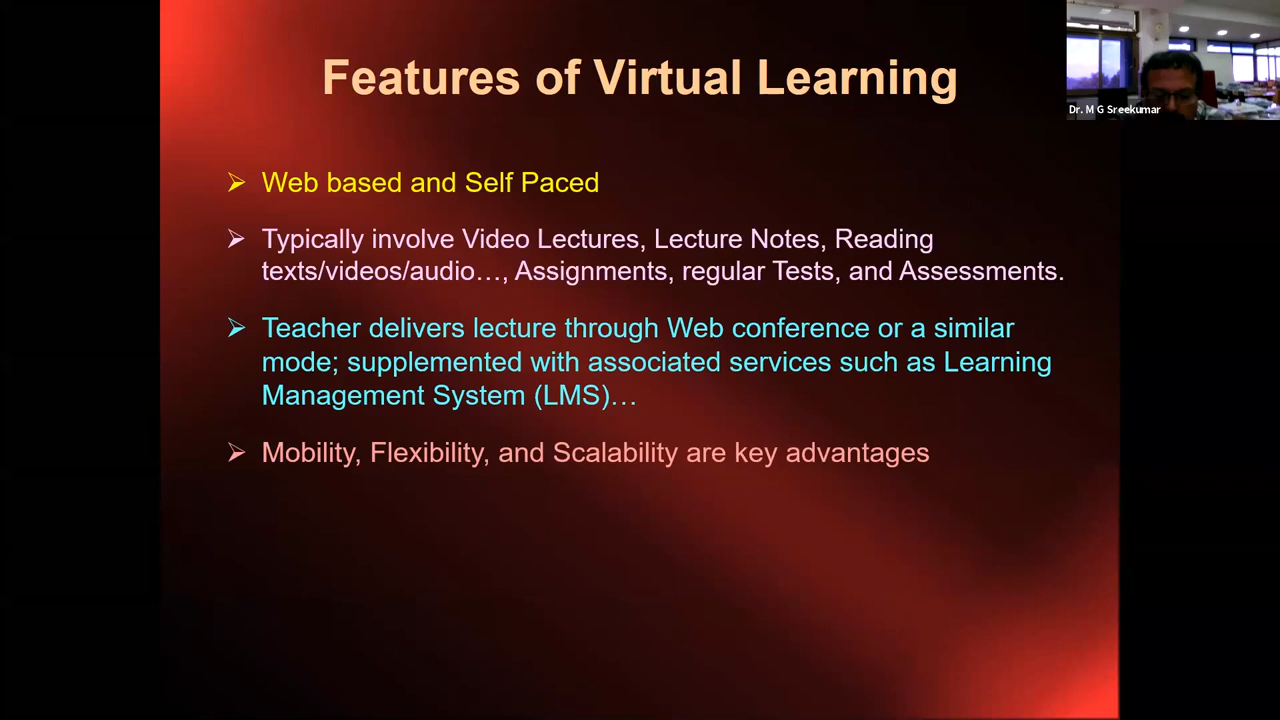 Features of Virtual Learning
Dr. M G Sreekumar
➢ Web based and Self Paced
➢ Typically involve Video Lectures, Lecture Notes, Reading
texts/videos/audio…, Assignments, regular Tests, and Assessments.
➢ Teacher delivers lecture through Web conference or a similar
mode; supplemented with associated services such as Learning
Management System (LMS)…
➢ Mobility, Flexibility, and Scalability are key advantages